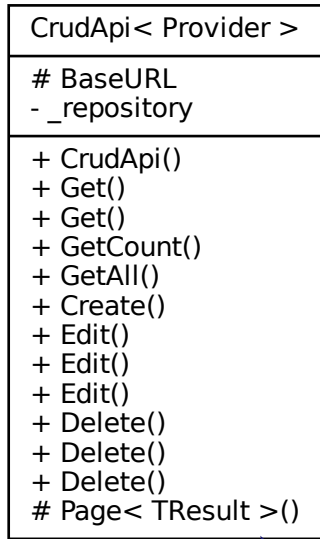 CrudApi< Provider >
# BaseURL
- _repository
+ CrudApi()
+ Get()
+ Get()
+ GetCount()
+ GetAll()
+ Create()
+ Edit()
+ Edit()
+ Edit()
+ Delete()
+ Delete()
+ Delete()
# Page< TResult >()